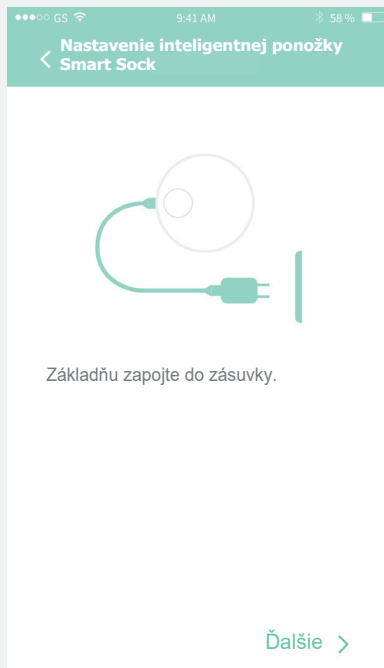 GS 9:41 AM 58 %
Nastavenie inteligentnej ponožky
Smart Sock
Základňu zapojte do zásuvky.
Ďalšie